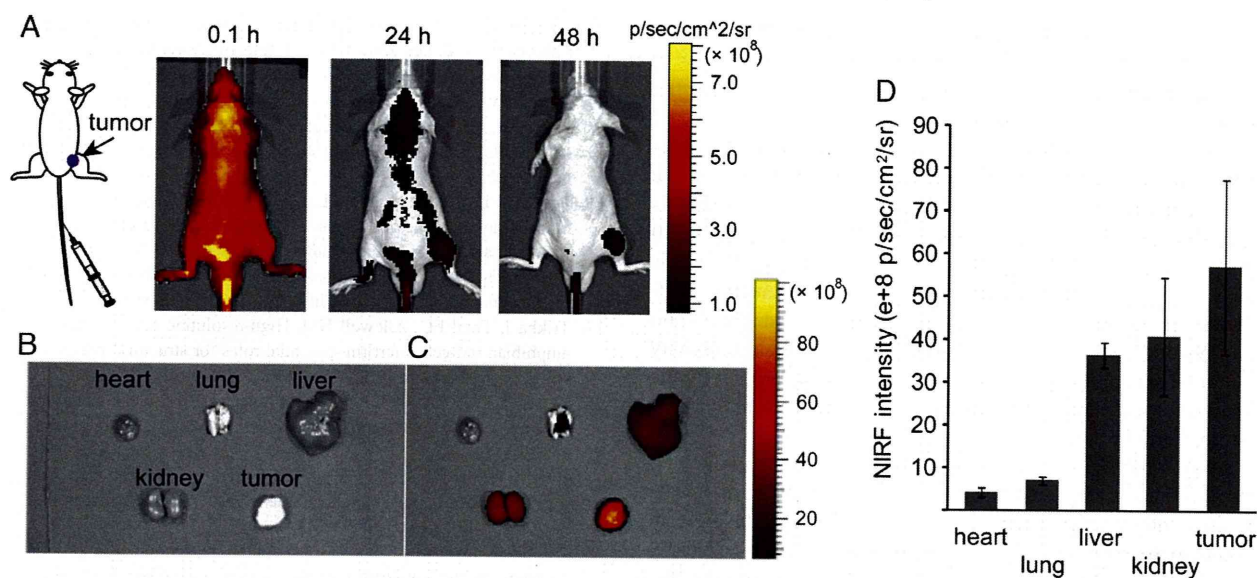 A
0.1 h
24 h
48 h
p/sec/cm^2/sr
(× 10⁸)
7.0
5.0
3.0
1.0
tumor
B
heart
lung
liver
kidney
tumor
C
(× 10⁸)
80
60
40
20
D
NIRF intensity (e+8 p/sec/cm²/sr)
90
80
70
60
50
40
30
20
10
heart
lung
liver
kidney
tumor